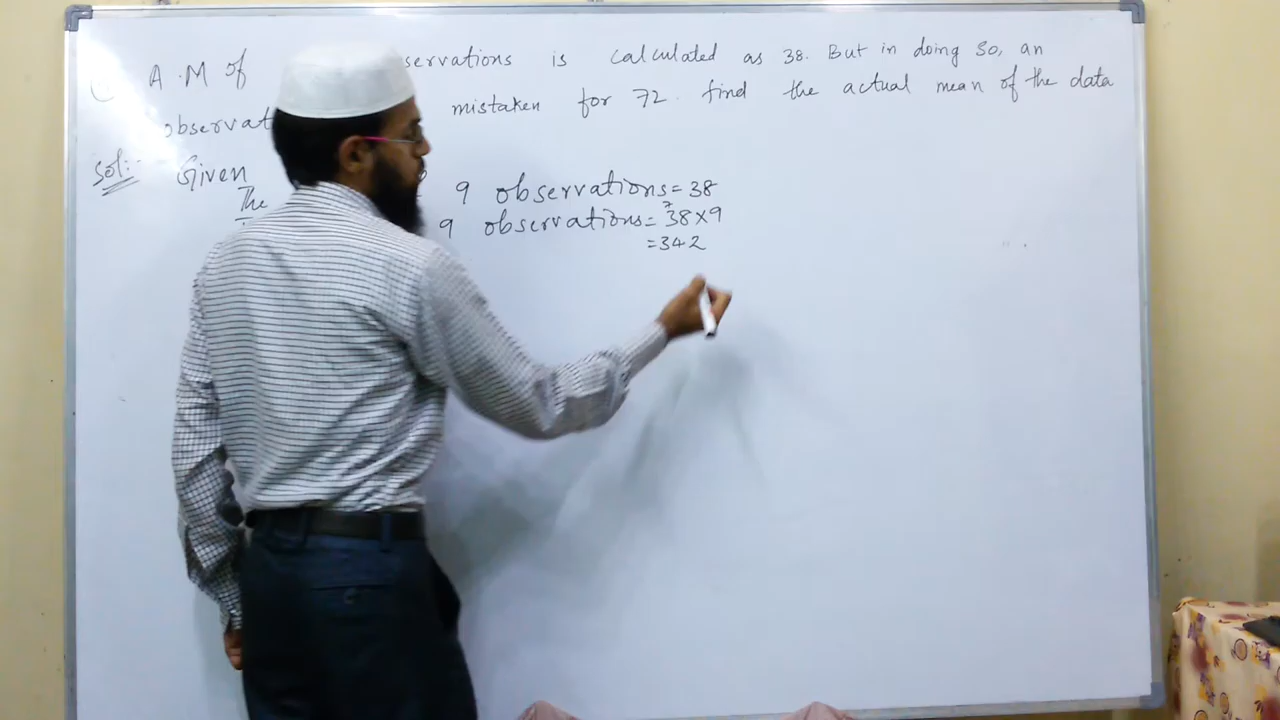 A.M of servations is calculated as 38. But in doing so, an
observat mistaken for 72. find the actual mean of the data
Sol:- Given
The 9 observations = 38
9 observations = 38×9
7
=342